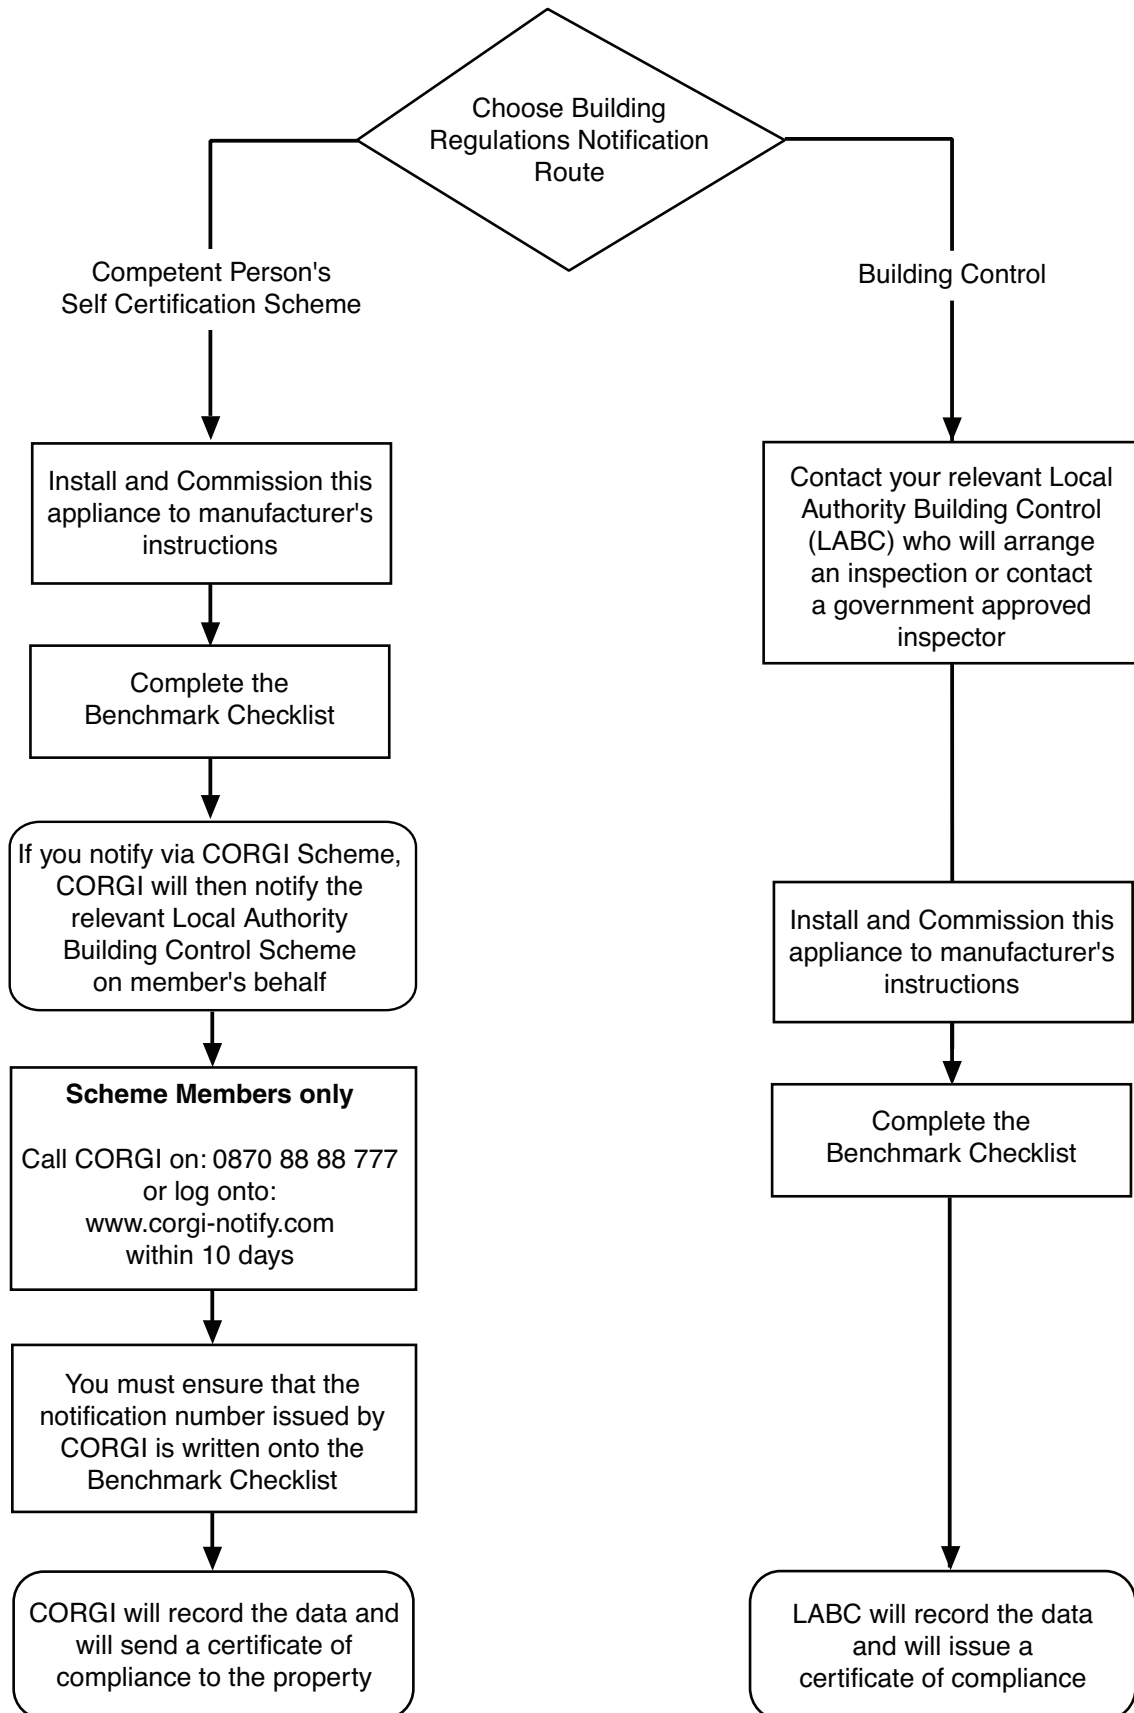 Choose Building
Regulations Notification
Route
Competent Person's
Self Certification Scheme
Building Control
Install and Commission this
appliance to manufacturer's
instructions
Complete the
Benchmark Checklist
If you notify via CORGI Scheme,
CORGI will then notify the
relevant Local Authority
Building Control Scheme
on member's behalf
Scheme Members only
Call CORGI on: 0870 88 88 777
or log onto:
www.corgi-notify.com
within 10 days
You must ensure that the
notification number issued by
CORGI is written onto the
Benchmark Checklist
CORGI will record the data and
will send a certificate of
compliance to the property
Contact your relevant Local
Authority Building Control
(LABC) who will arrange
an inspection or contact
a government approved
inspector
Install and Commission this
appliance to manufacturer's
instructions
Complete the
Benchmark Checklist
LABC will record the data
and will issue a
certificate of compliance